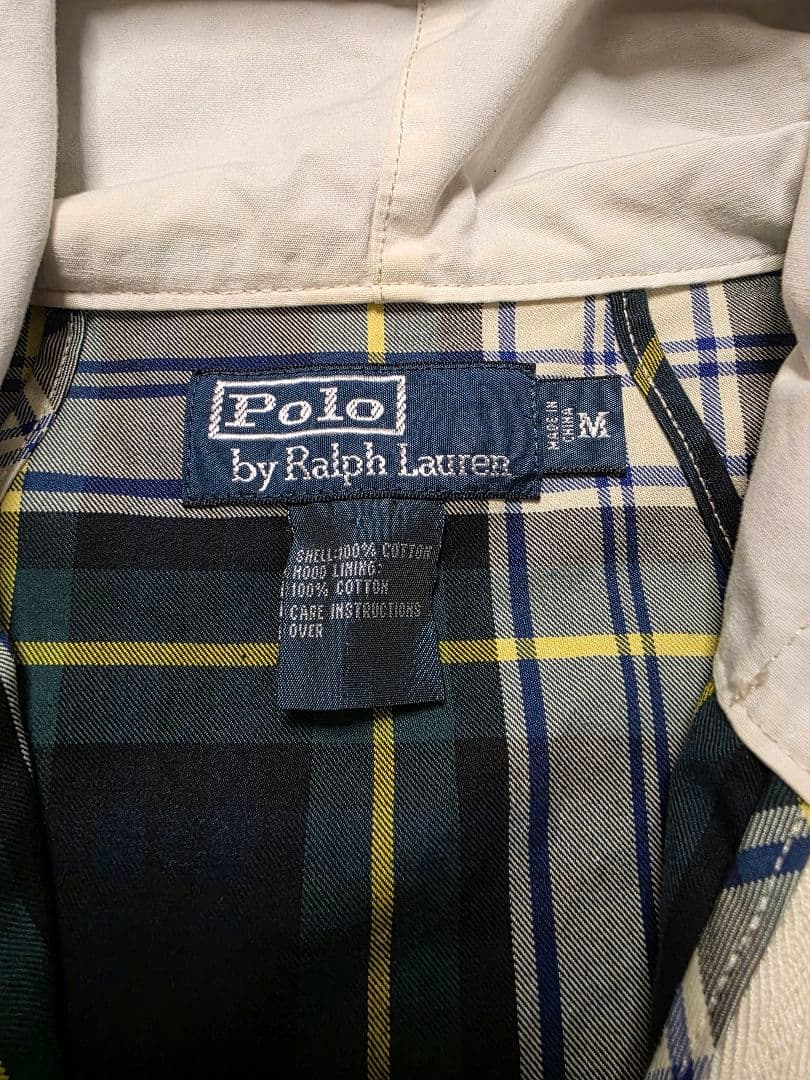 Polo
by Ralph Lauren
MADE IN
CHINA
M
SHELL:100% COTTON
HOOD LINING:
100% COTTON
CARE INSTRUCTIONS
OVER